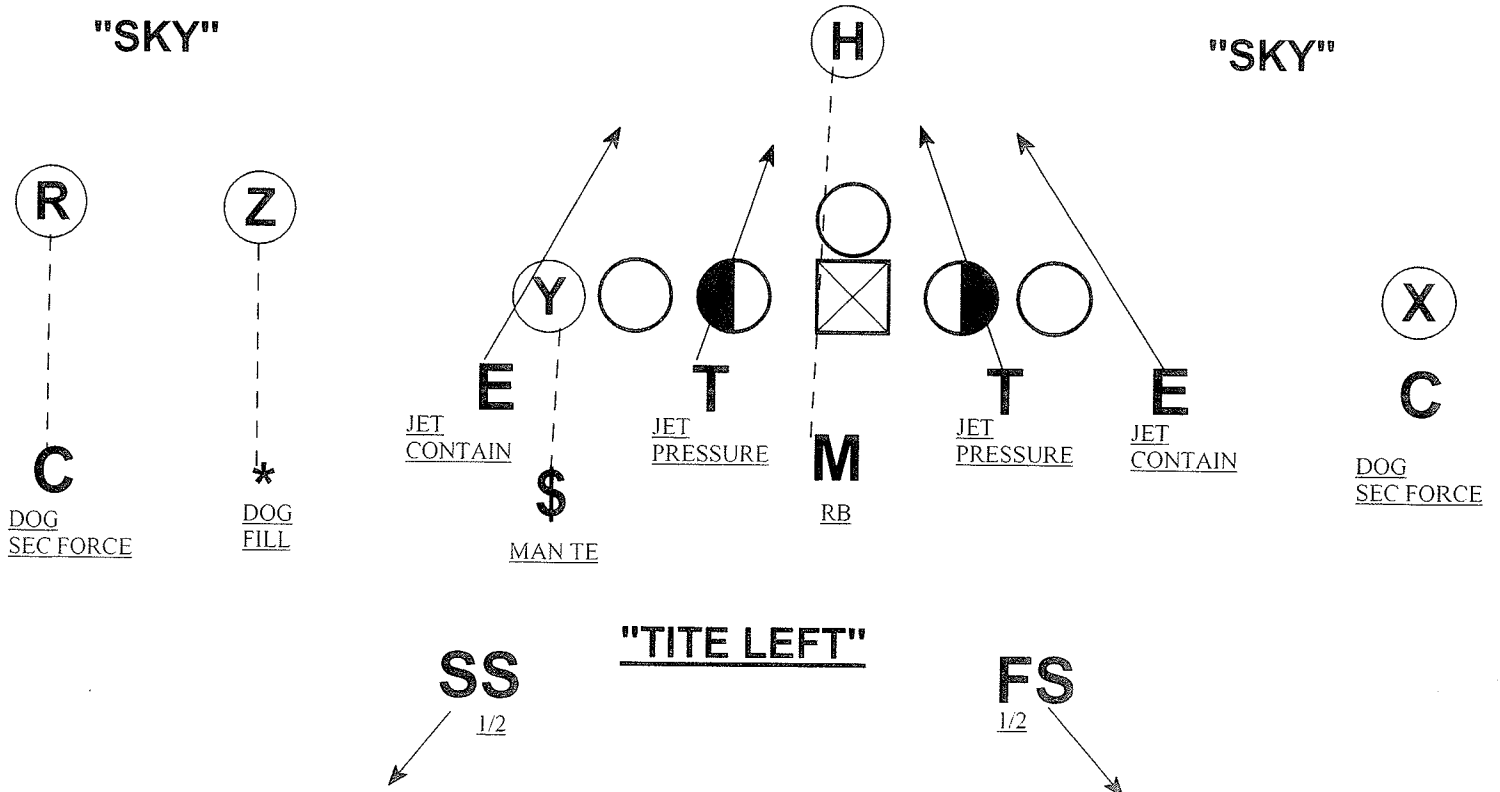 "SKY"
H
"SKY"
R
Z
Y
X
E
T
T
E
C
JET
CONTAIN
JET
PRESSURE
JET
PRESSURE
JET
CONTAIN
C
DOG
SEC FORCE
*
DOG
FILL
$
MAN TE
M
RB
DOG
SEC FORCE
"TITE LEFT"
SS
1/2
FS
1/2